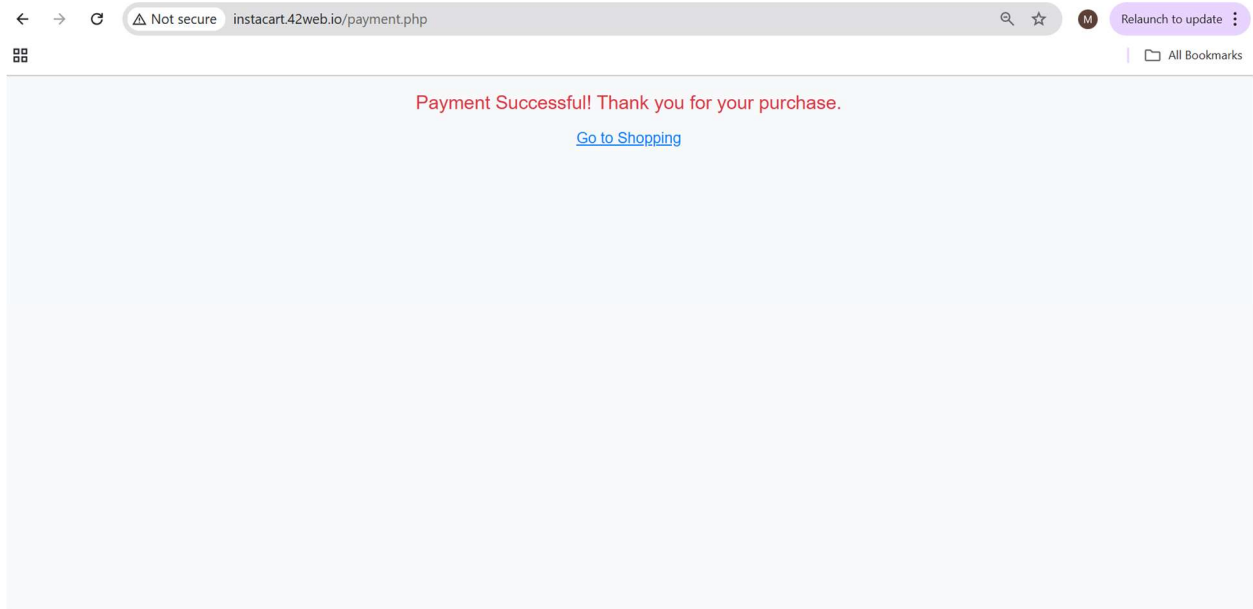 Not secure instacart.42web.io/payment.php M Relaunch to update
All Bookmarks
Payment Successful! Thank you for your purchase.
Go to Shopping